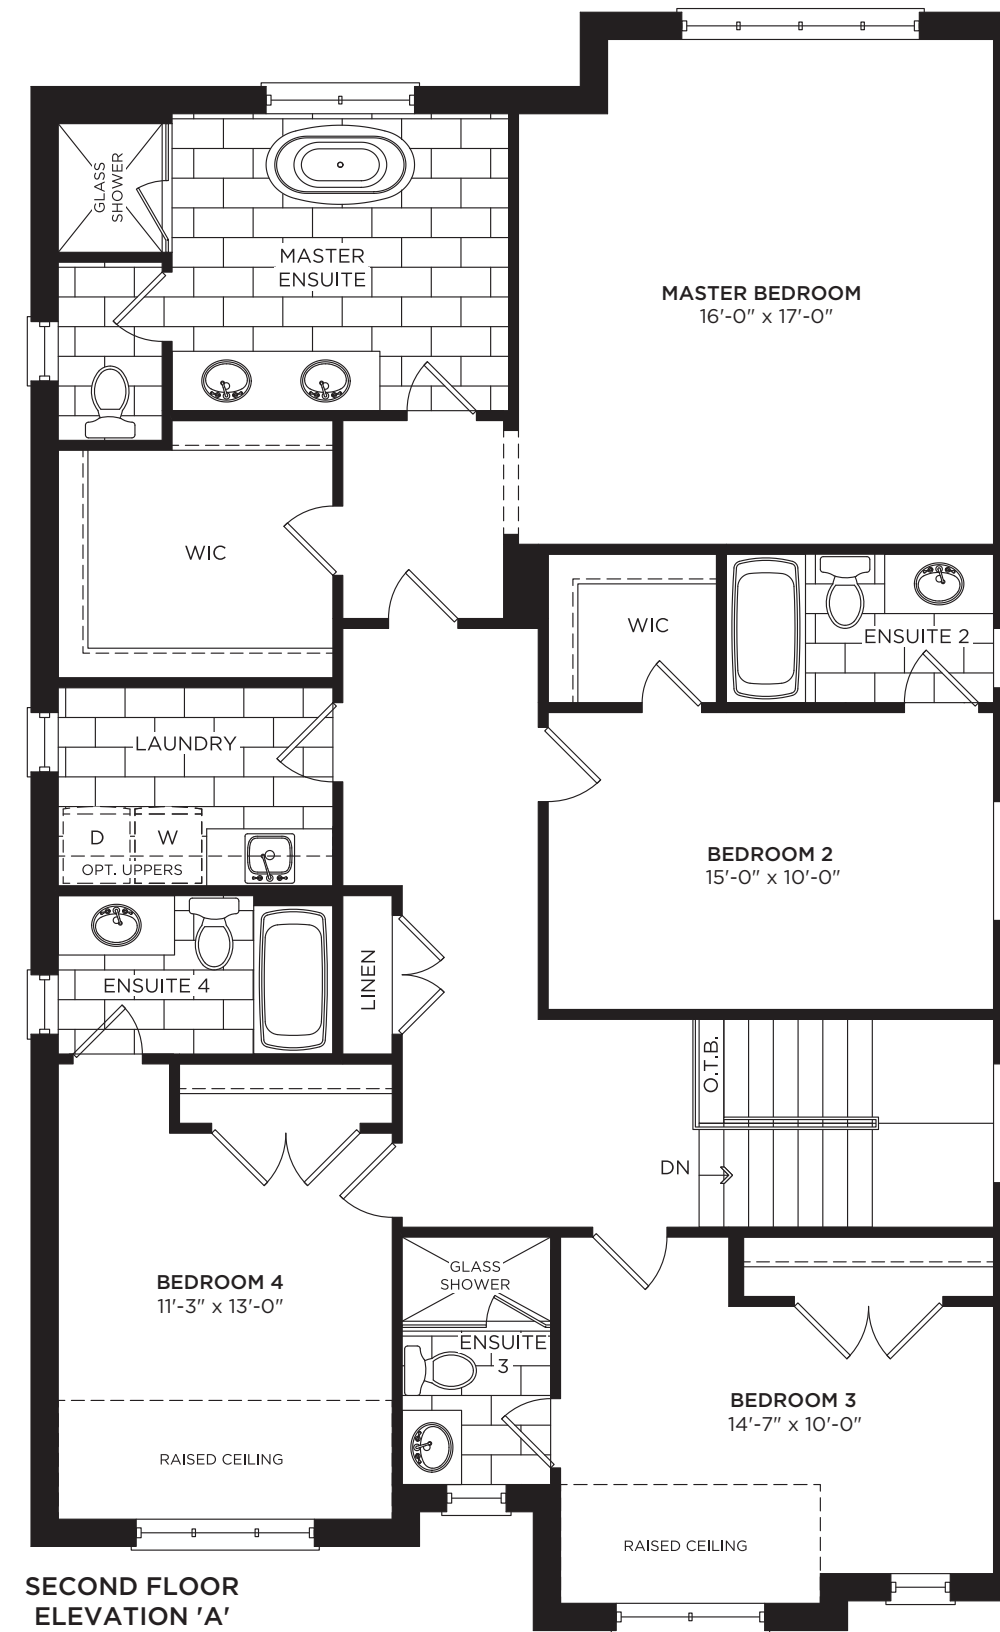 GLASS
SHOWER
MASTER
ENSUITE
MASTER BEDROOM
16'-0" x 17'-0"
WIC
WIC
ENSUITE 2
LAUNDRY
D
W
OPT. UPPERS
BEDROOM 2
15'-0" x 10'-0"
ENSUITE 4
LINEN
O.T.B.
DN
BEDROOM 4
11'-3" x 13'-0"
GLASS
SHOWER
ENSUITE
3
BEDROOM 3
14'-7" x 10'-0"
RAISED CEILING
RAISED CEILING
SECOND FLOOR
ELEVATION 'A'